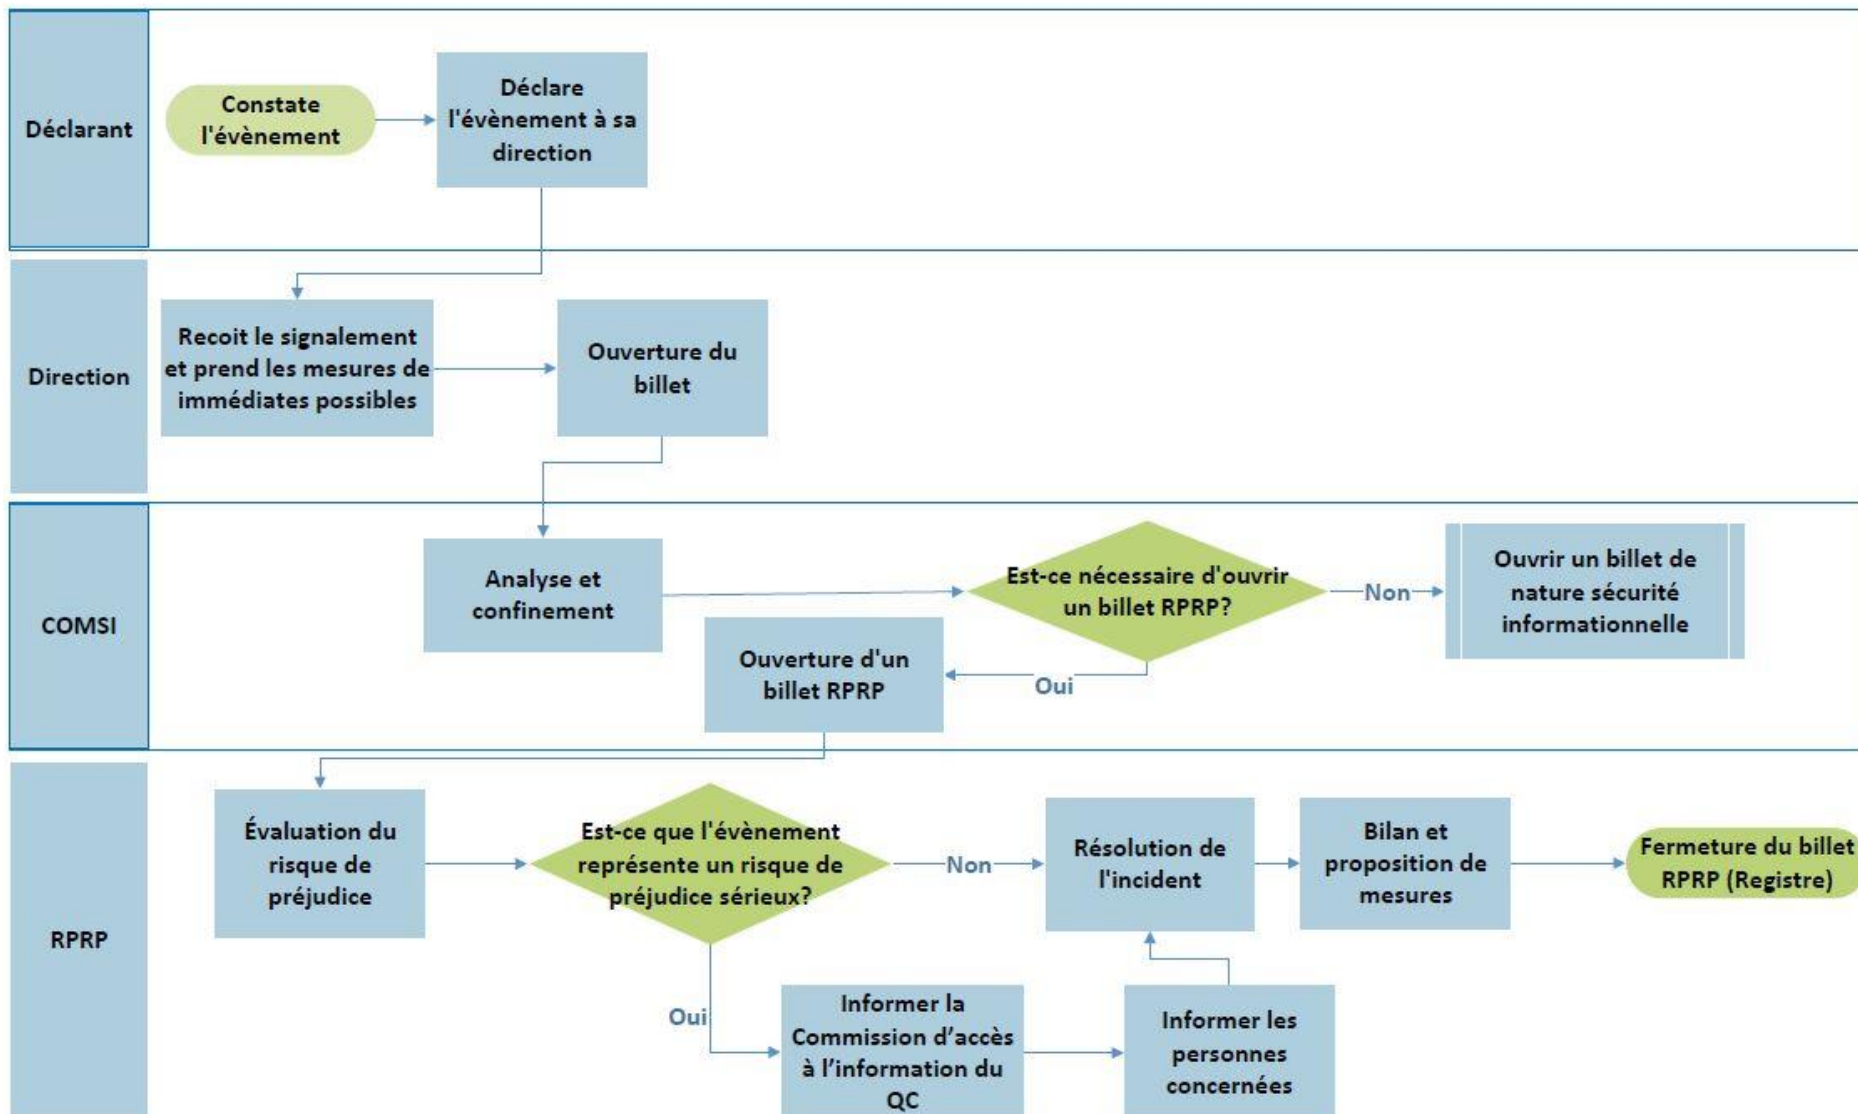 Déclarant
Constate
l'évènement
Déclare
l'évènement à sa
direction
Direction
Recoit le signalement
et prend les mesures de
immédiates possibles
Ouverture du
billet
COMSI
Analyse et
confinement
Est-ce nécessaire d'ouvrir
un billet RPRP?
Non
Ouvrir un billet de
nature sécurité
informationnelle
Oui
Ouverture d'un
billet RPRP
RPRP
Évaluation du
risque de
préjudice
Est-ce que l'évènement
représente un risque de
préjudice sérieux?
Non
Résolution de
l'incident
Bilan et
proposition de
mesures
Fermeture du billet
RPRP (Registre)
Oui
Informer la
Commission d’accès
à l’information du
QC
Informer les
personnes
concernées